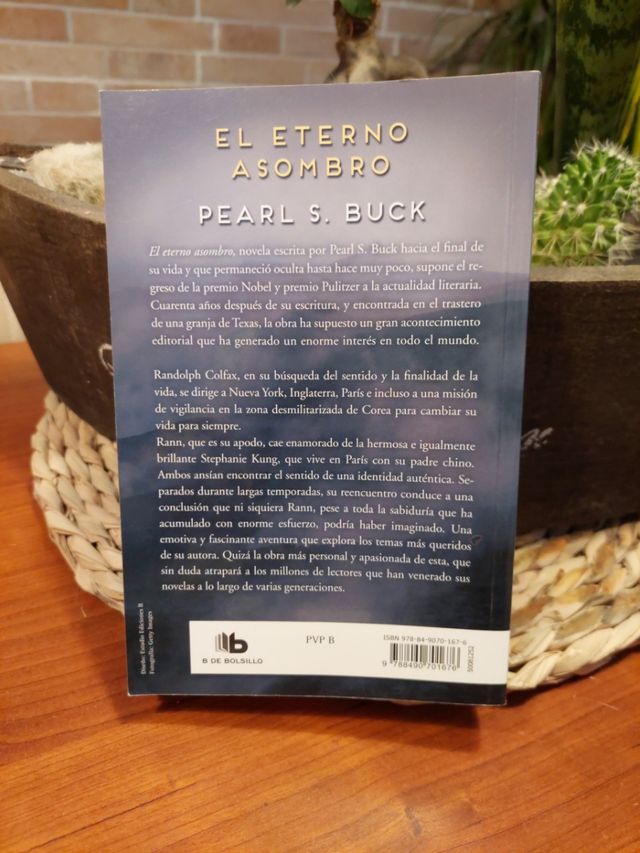 EL ETERNO
ASOMBRO
PEARL S. BUCK
El eterno asombro, novela escrita por Pearl S. Buck hacia el final de
su vida y que permaneció oculta hasta hace muy poco, supone el re-
greso de la premio Nobel y premio Pulitzer a la actualidad literaria.
Cuarenta años después de su escritura, y encontrada en el trastero
de una granja de Texas, la obra ha supuesto un gran acontecimiento
editorial que ha generado un enorme interés en todo el mundo.
Randolph Colfax, en su búsqueda del sentido y la finalidad de la
vida, se dirige a Nueva York, Inglaterra, París e incluso a una misión
de vigilancia en la zona desmilitarizada de Corea para cambiar su
vida para siempre.
Rann, que es su apodo, cae enamorado de la hermosa e igualmente
brillante Stephanie Kung, que vive en París con su padre chino.
Ambos ansían encontrar el sentido de una identidad auténtica. Se-
parados durante largas temporadas, su reencuentro conduce a una
conclusión que ni siquiera Rann, pese a toda la sabiduría que ha
acumulado con enorme esfuerzo, podría haber imaginado. Una
emotiva y fascinante aventura que explora los temas más queridos
de su autora. Quizá la obra más personal y apasionada de esta, que
sin duda atrapará a los millones de lectores que han venerado sus
novelas a lo largo de varias generaciones.
Diseño: Estudio Ediciones B
Fotografía: Getty Images
b
B DE BOLSILLO
PVP B
ISBN 978-84-9070-167-6
9 788490 701676
50081252